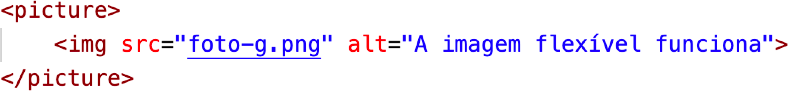 <picture>
    <img src="foto-g.png" alt="A imagem flexível funciona">
</picture>